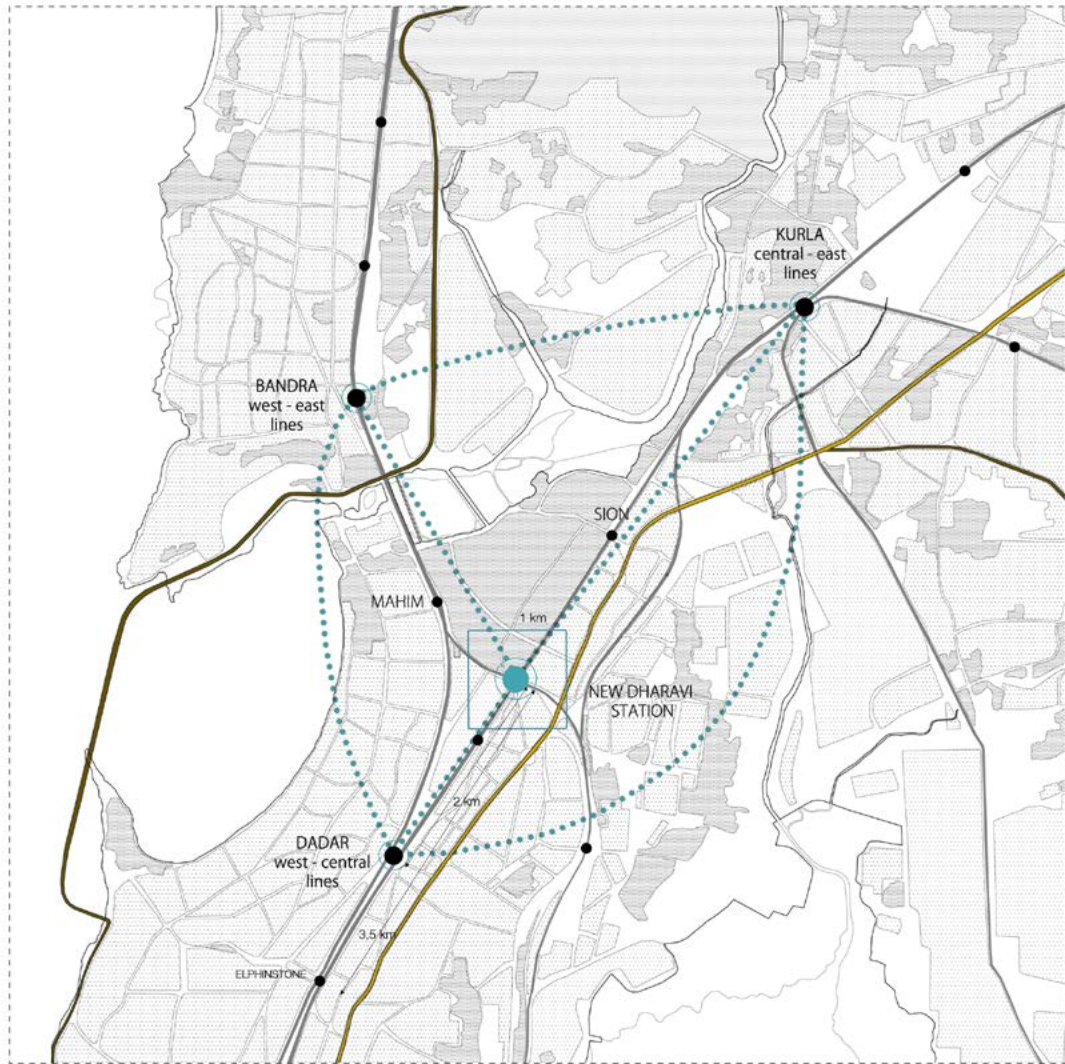 KURLA
central - east
lines
BANDRA
west - east
lines
SION
MAHIM
1 km
NEW DHARAVI
STATION
2 km
DADAR
west - central
lines
3,5 km
ELPHINSTONE